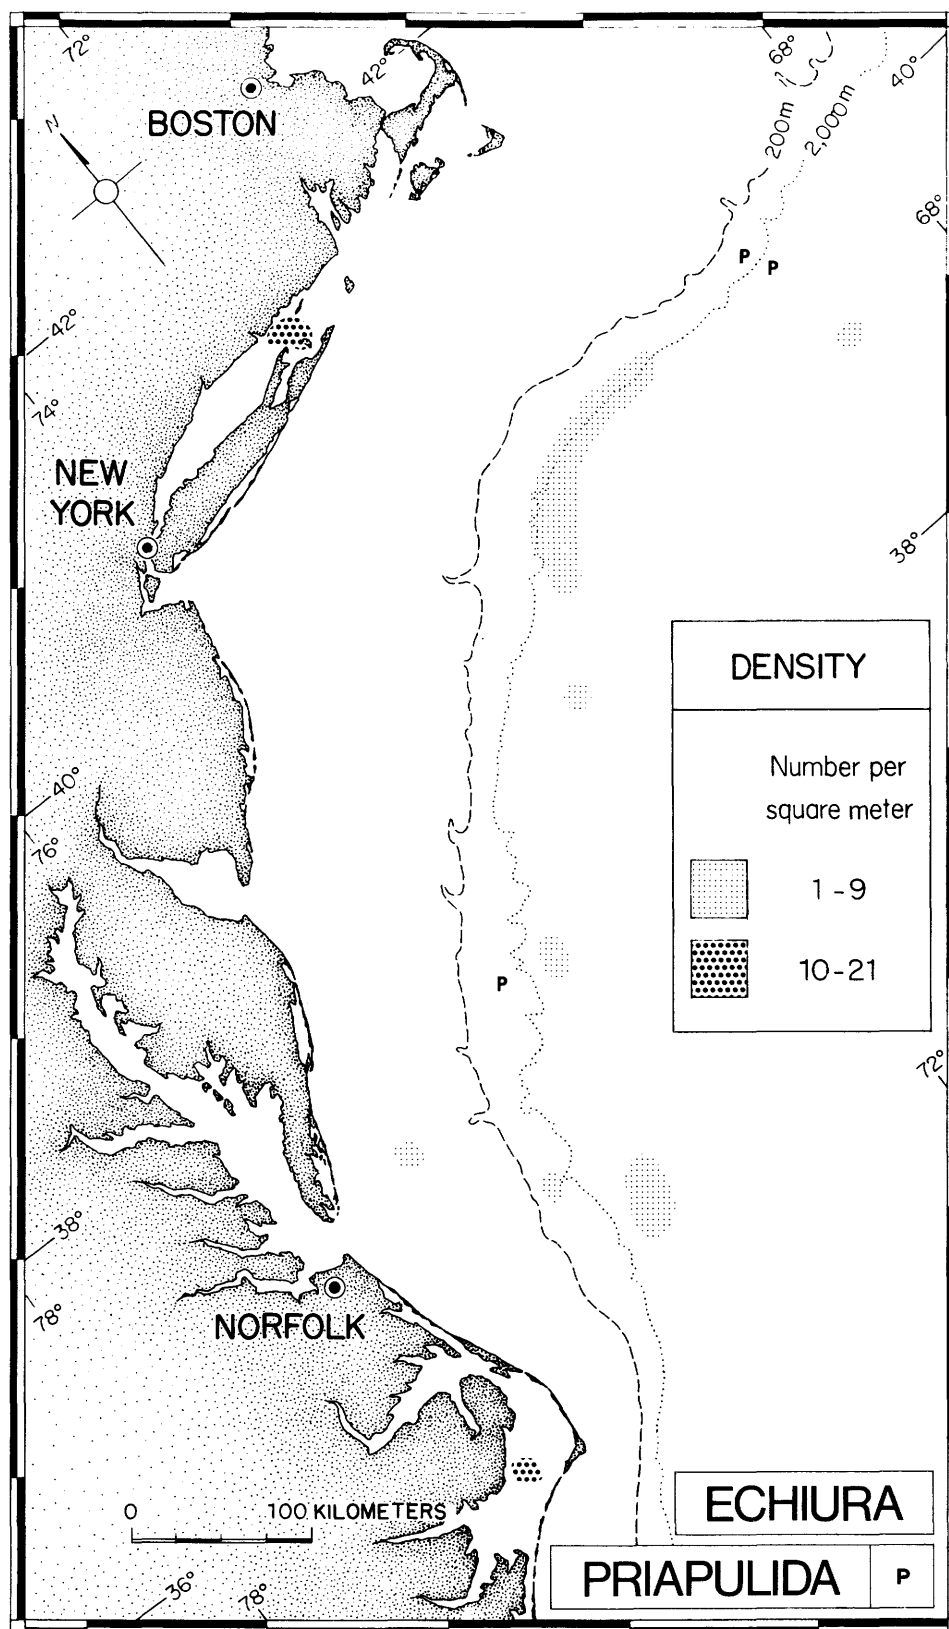 72°
42°
68°
40°
BOSTON
N
200m
2,000m
68°
P
P
42°
74°
NEW
YORK
38°
DENSITY
Number per
square meter
1-9
10-21
40°
76°
P
72°
38°
78°
NORFOLK
0 100 KILOMETERS
ECHIURA
PRIAPULIDA P
36°
78°